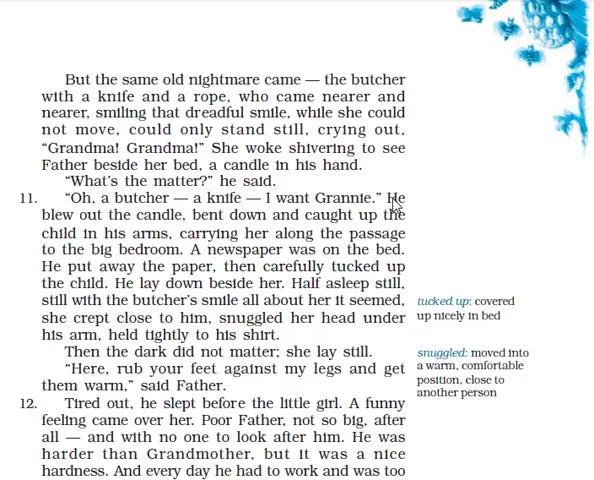 But the same old nightmare came — the butcher
with a knife and a rope, who came nearer and
nearer, smiling that dreadful smile, while she could
not move, could only stand still, crying out,
“Grandma! Grandma!” She woke shivering to see
Father beside her bed, a candle in his hand.
“What’s the matter?” he said.
11. “Oh, a butcher — a knife — I want Grannie.” He
blew out the candle, bent down and caught up the
child in his arms, carrying her along the passage
to the big bedroom. A newspaper was on the bed.
He put away the paper, then carefully tucked up
the child. He lay down beside her. Half asleep still,
still with the butcher’s smile all about her it seemed,
she crept close to him, snuggled her head under
his arm, held tightly to his shirt.
Then the dark did not matter; she lay still.
“Here, rub your feet against my legs and get
them warm,” said Father.
12. Tired out, he slept before the little girl. A funny
feeling came over her. Poor Father, not so big, after
all — and with no one to look after him. He was
harder than Grandmother, but it was a nice
hardness. And every day he had to work and was too
tucked up: covered
up nicely in bed
snuggled: moved into
a warm, comfortable
position, close to
another person